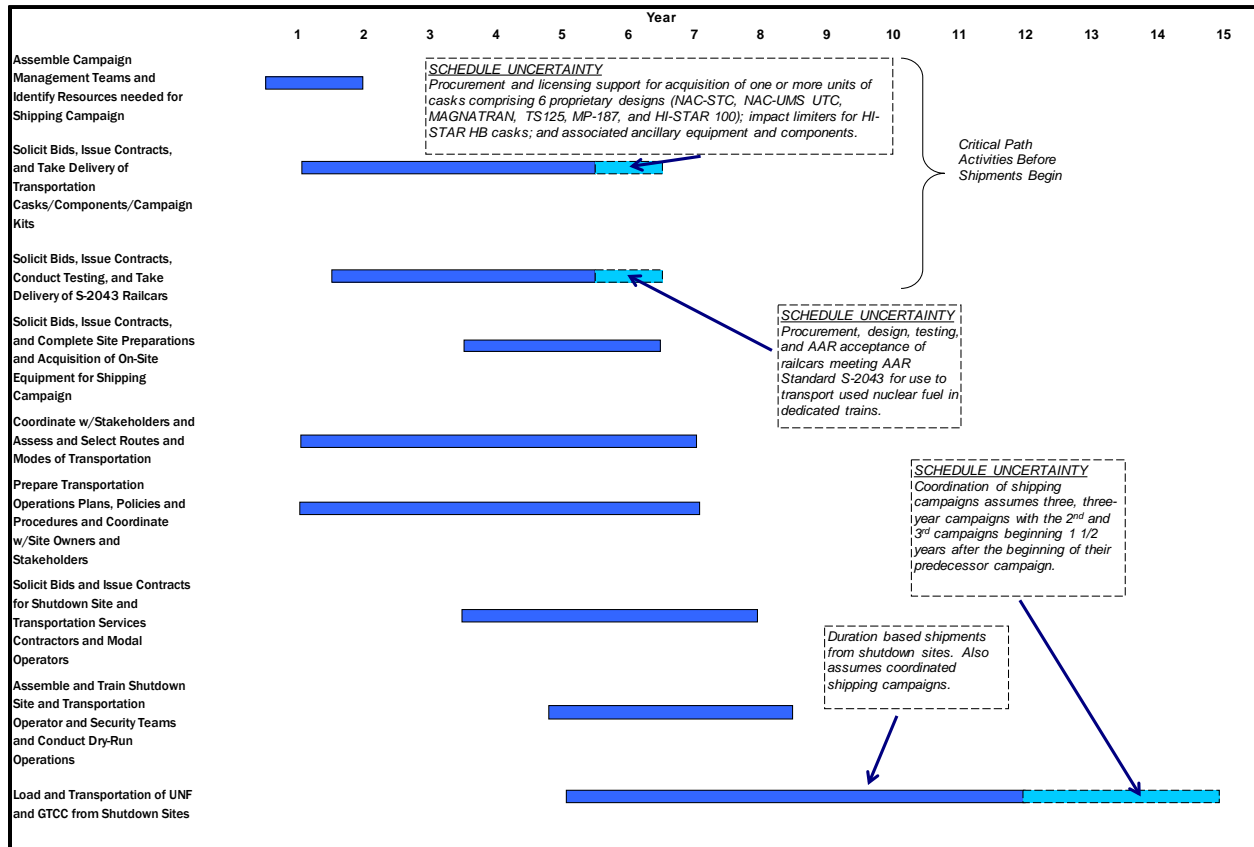 Year
1 2 3 4 5 6 7 8 9 10 11 12 13 14 15
Assemble Campaign
Management Teams and
Identify Resources needed for
Shipping Campaign
SCHEDULE UNCERTAINTY
Procurement and licensing support for acquisition of one or more units of
casks comprising 6 proprietary designs (NAC-STC, NAC-UMS UTC,
MAGNATRAN, TS125, MP-187, and HI-STAR 100); impact limiters for HI-
STAR HB casks; and associated ancillary equipment and components.
Critical Path
Activities Before
Shipments Begin
Solicit Bids, Issue Contracts,
and Take Delivery of
Transportation
Casks/Components/Campaign
Kits
Solicit Bids, Issue Contracts,
Conduct Testing, and Take
Delivery of S-2043 Railcars
SCHEDULE UNCERTAINTY
Procurement, design, testing,
and AAR acceptance of
railcars meeting AAR
Standard S-2043 for use to
transport used nuclear fuel in
dedicated trains.
Solicit Bids, Issue Contracts,
and Complete Site Preparations
and Acquisition of On-Site
Equipment for Shipping
Campaign
Coordinate w/Stakeholders and
Assess and Select Routes and
Modes of Transportation
SCHEDULE UNCERTAINTY
Coordination of shipping
campaigns assumes three, three-
year campaigns with the 2nd and
3rd campaigns beginning 1 1/2
years after the beginning of their
predecessor campaign.
Prepare Transportation
Operations Plans, Policies and
Procedures and Coordinate
w/Site Owners and
Stakeholders
Solicit Bids and Issue Contracts
for Shutdown Site and
Transportation Services
Contractors and Modal
Operators
Duration based shipments
from shutdown sites. Also
assumes coordinated
shipping campaigns.
Assemble and Train Shutdown
Site and Transportation
Operator and Security Teams
and Conduct Dry-Run
Operations
Load and Transportation of UNF
and GTCC from Shutdown Sites